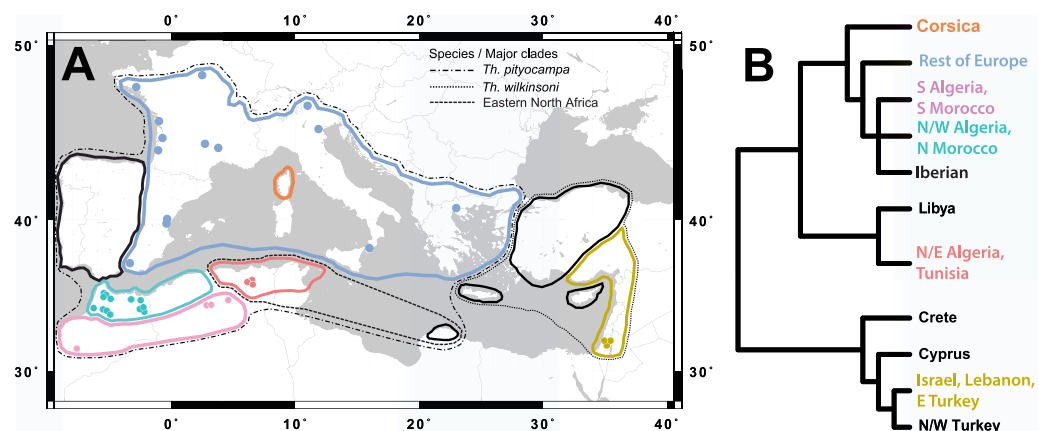 0° 10° 20° 30° 40°
50°
40°
30°
A
Species / Major clades
Th. pityocampa
Th. wilkinsoni
Eastern North Africa
50°
40°
30°
0° 10° 20° 30° 40°
B
Corsica
Rest of Europe
S Algeria,
S Morocco
N/W Algeria,
N Morocco
Iberian
Libya
N/E Algeria,
Tunisia
Crete
Cyprus
Israel, Lebanon,
E Turkey
N/W Turkey